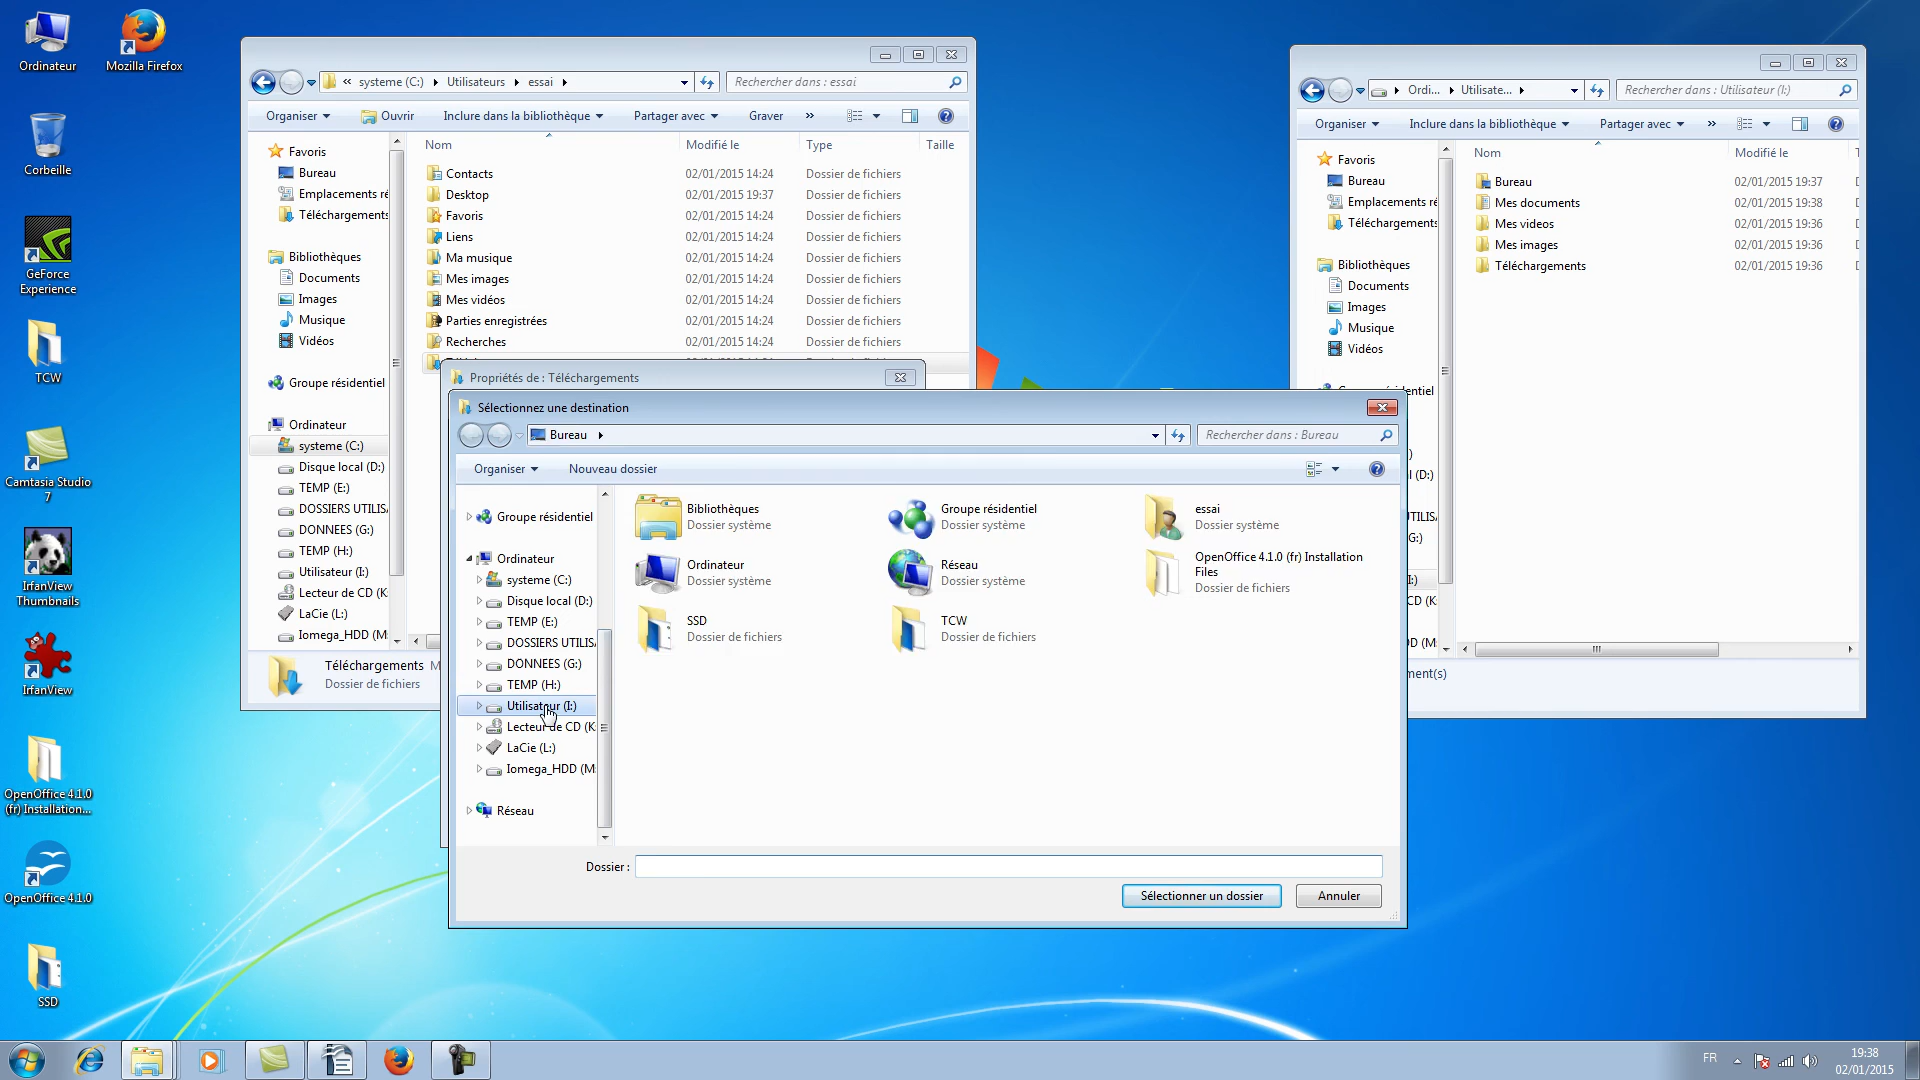 Ordinateur
Mozilla Firefox
Corbeille
GeForce
Experience
TCW
Camtasia Studio
7
IrfanView
Thumbnails
IrfanView
OpenOffice 4.1.0
(fr) Installation...
OpenOffice 4.1.0
SSD
« systeme (C:) Utilisateurs essai
Rechercher dans : essai
Organiser Ouvrir Inclure dans la bibliothèque Partager avec Graver »
Nom Modifié le Type Taille
Favoris
Bureau
Emplacements ré
Téléchargements
Bibliothèques
Documents
Images
Musique
Vidéos
Groupe résidentiel
Ordinateur
systeme (C:)
Disque local (D:)
TEMP (E:)
DOSSIERS UTILIS
DONNEES (G:)
TEMP (H:)
Utilisateur (I:)
Lecteur de CD (K
LaCie (L:)
Iomega_HDD (M
Contacts 02/01/2015 14:24 Dossier de fichiers
Desktop 02/01/2015 19:37 Dossier de fichiers
Favoris 02/01/2015 14:24 Dossier de fichiers
Liens 02/01/2015 14:24 Dossier de fichiers
Ma musique 02/01/2015 14:24 Dossier de fichiers
Mes images 02/01/2015 14:24 Dossier de fichiers
Mes vidéos 02/01/2015 14:24 Dossier de fichiers
Parties enregistrées 02/01/2015 14:24 Dossier de fichiers
Recherches 02/01/2015 14:24 Dossier de fichiers
Téléchargements M
Dossier de fichiers
Ordi... Utilisate...
Rechercher dans : Utilisateur (I:)
Organiser Inclure dans la bibliothèque Partager avec »
Nom Modifié le
Favoris
Bureau
Emplacements ré
Téléchargements
Bibliothèques
Documents
Images
Musique
Vidéos
Bureau 02/01/2015 19:37
Mes documents 02/01/2015 19:38
Mes videos 02/01/2015 19:36
Mes images 02/01/2015 19:36
Téléchargements 02/01/2015 19:36
Propriétés de : Téléchargements
Sélectionnez une destination
Bureau
Rechercher dans : Bureau
Organiser Nouveau dossier
Groupe résidentiel
Ordinateur
systeme (C:)
Disque local (D:)
TEMP (E:)
DOSSIERS UTILIS
DONNEES (G:)
TEMP (H:)
Utilisateur (I:)
Lecteur de CD (K
LaCie (L:)
Iomega_HDD (M:
Réseau
Bibliothèques
Dossier système
Groupe résidentiel
Dossier système
essai
Dossier système
Ordinateur
Dossier système
Réseau
Dossier système
OpenOffice 4.1.0 (fr) Installation
Files
Dossier de fichiers
SSD
Dossier de fichiers
TCW
Dossier de fichiers
Dossier :
Sélectionner un dossier Annuler
FR
19:38
02/01/2015